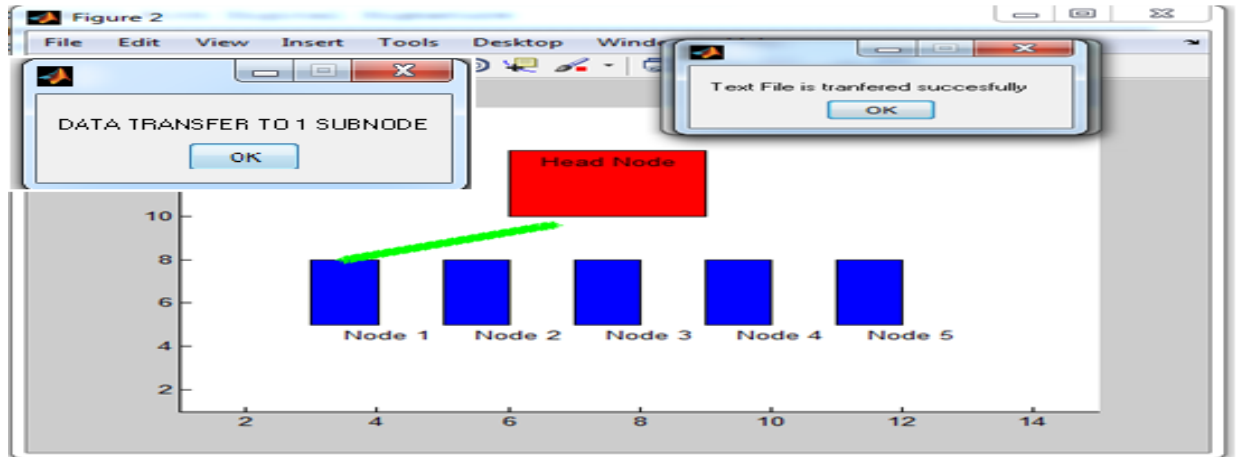 Figure 2
File Edit View Insert Tools Desktop
DATA TRANSFER TO 1 SUBNODE
OK
Text File is tranfered succesfully
OK
Head Node
10
8
6
4
2
Node 1 Node 2 Node 3 Node 4 Node 5
2 4 6 8 10 12 14